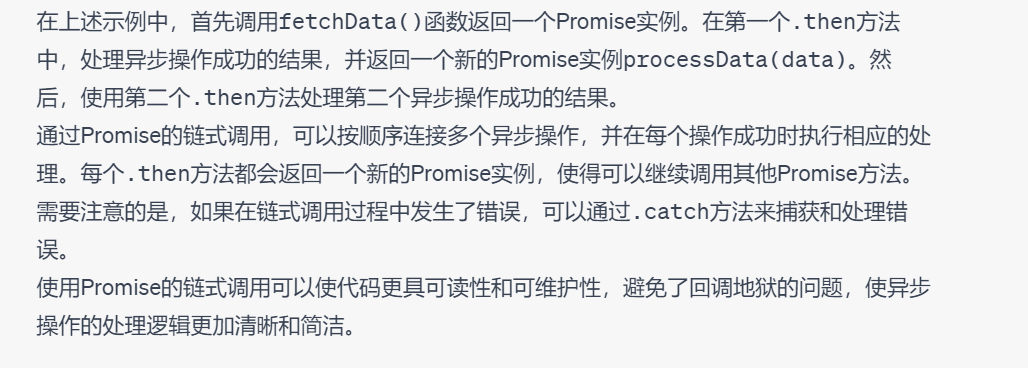 在上述示例中，首先调用fetchData()函数返回一个Promise实例。在第一个.then方法
中，处理异步操作成功的结果，并返回一个新的Promise实例processData(data)。然
后，使用第二个.then方法处理第二个异步操作成功的结果。
通过Promise的链式调用，可以按顺序连接多个异步操作，并在每个操作成功时执行相应的处
理。每个.then方法都会返回一个新的Promise实例，使得可以继续调用其他Promise方法。
需要注意的是，如果在链式调用过程中发生了错误，可以通过.catch方法来捕获和处理错
误。
使用Promise的链式调用可以使代码更具可读性和可维护性，避免了回调地狱的问题，使异步
操作的处理逻辑更加清晰和简洁。